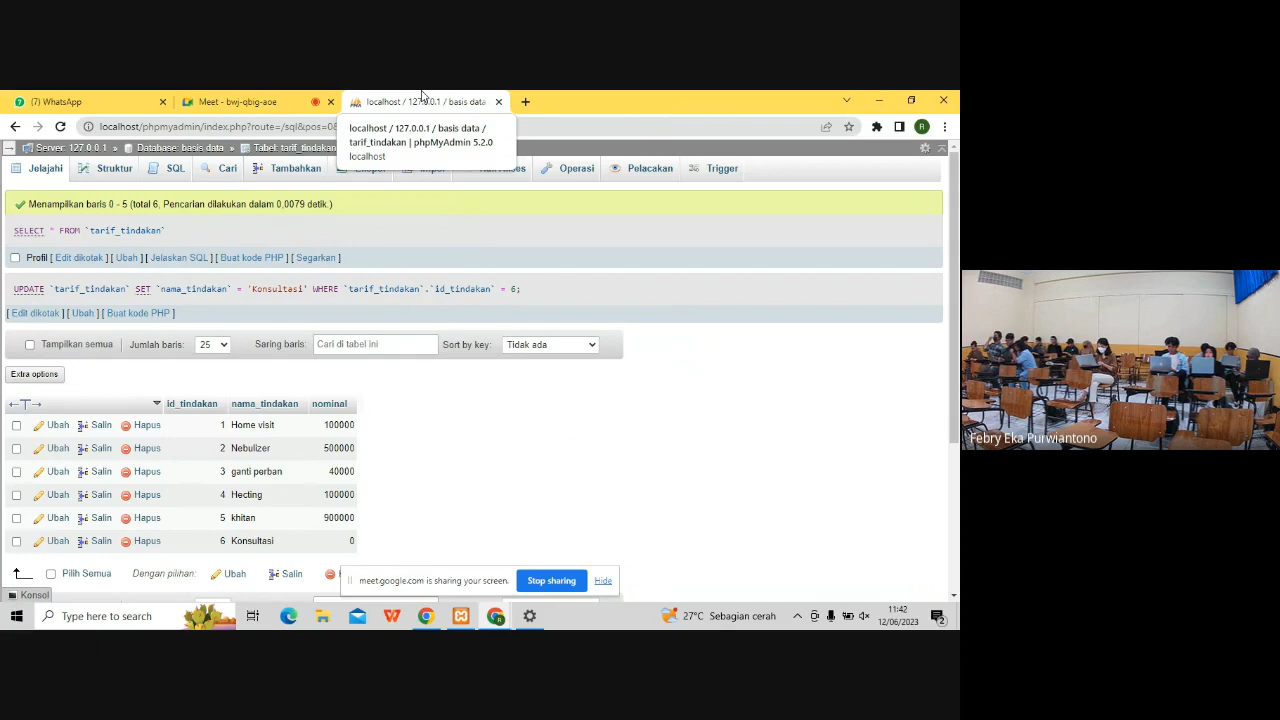 (7) WhatsApp
Meet - bwj-qbig-aoe
localhost / 127.0.0.1 / basis data
localhost/phpmyadmin/index.php?route=/sql&pos=0
localhost / 127.0.0.1 / basis data /
tarif_tindakan | phpMyAdmin 5.2.0
localhost
Server: 127.0.0.1 » Database: basis data » Tabel: tarif_tindakan
Jelajahi Struktur SQL Cari Tambahkan Operasi Pelacakan Trigger
Menampilkan baris 0 - 5 (total 6, Pencarian dilakukan dalam 0,0079 detik.)
SELECT * FROM `tarif_tindakan`
Profil [ Edit dikotak ] [ Ubah ] [ Jelaskan SQL ] [ Buat kode PHP ] [ Segarkan ]
UPDATE `tarif_tindakan` SET `nama_tindakan` = 'Konsultasi' WHERE `tarif_tindakan`.`id_tindakan` = 6;
[ Edit dikotak ] [ Ubah ] [ Buat kode PHP ]
Tampilkan semua | Jumlah baris: 25 Saring baris: Cari di tabel ini Sort by key: Tidak ada
Extra options
←T→ id_tindakan nama_tindakan nominal
Ubah Salin Hapus 1 Home visit 100000
Ubah Salin Hapus 2 Nebulizer 500000
Ubah Salin Hapus 3 ganti perban 40000
Ubah Salin Hapus 4 Hecting 100000
Ubah Salin Hapus 5 khitan 900000
Ubah Salin Hapus 6 Konsultasi 0
Pilih Semua Dengan pilihan: Ubah Salin
meet.google.com is sharing your screen. Stop sharing Hide
Konsol
Type here to search
27°C Sebagian cerah
11:42
12/06/2023
2
Febry Eka Purwiantono